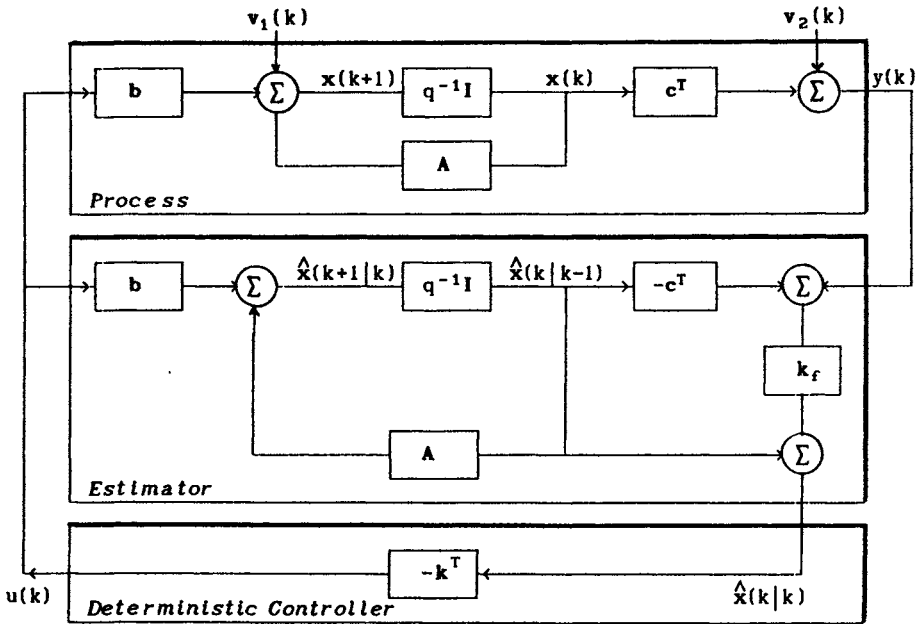 v₁(k)
v₂(k)
b
Σ
x(k+1)
q⁻¹I
x(k)
cᵀ
Σ
y(k)
A
Process
b
Σ
x̂(k+1|k)
q⁻¹I
x̂(k|k-1)
-cᵀ
Σ
k_f
A
Σ
Estimator
-kᵀ
u(k)
x̂(k|k)
Deterministic Controller